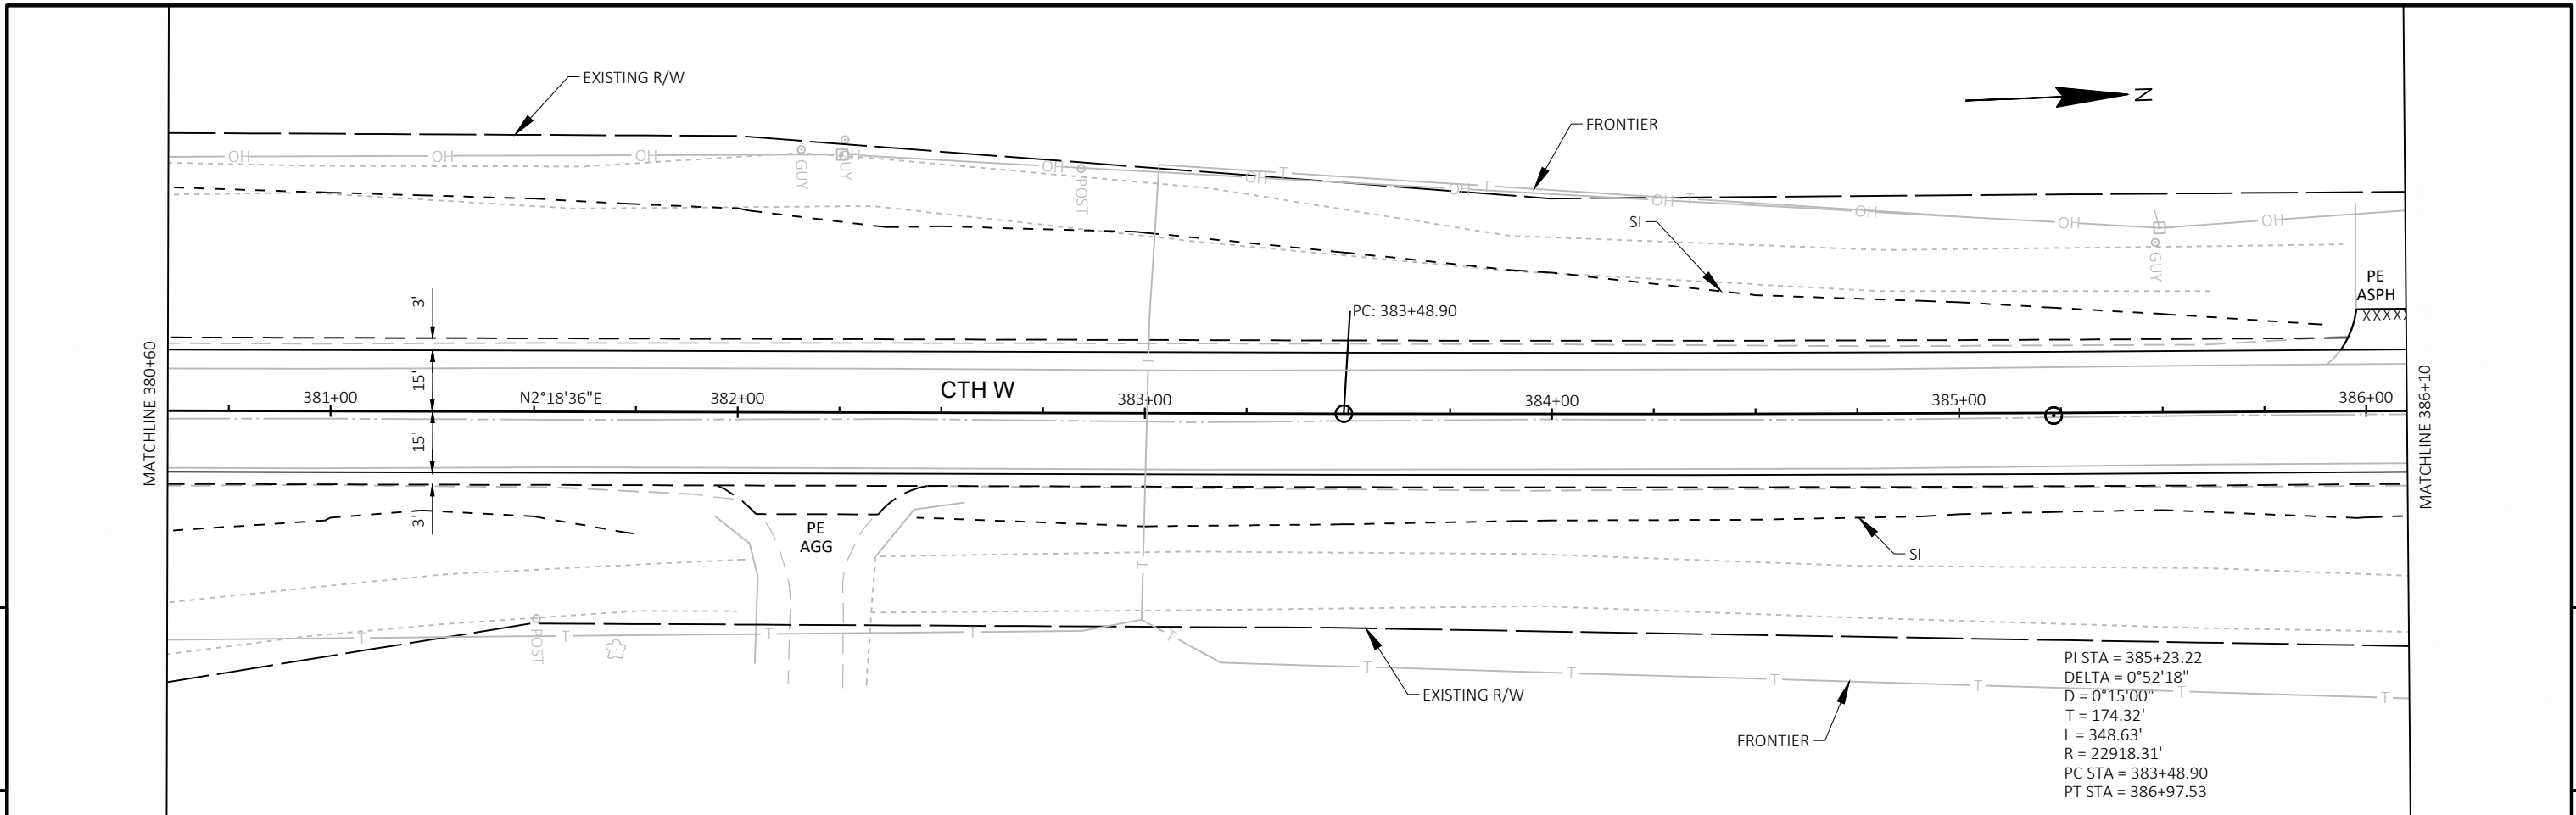 EXISTING R/W
FRONTIER
N
OH
OH
OH
OH
OH
OH
T
OH
T
OH
T
OH
OH
OH
GUY
GUY
POST
SI
GUY
PE
ASPH
XXXXX
3'
PC: 383+48.90
MATCHLINE 380+60
15'
T
381+00
N2°18'36"E
382+00
CTH W
383+00
384+00
385+00
386+00
MATCHLINE 386+10
15'
3'
PE
AGG
SI
T
T
T
T
T
T
POST
T
T
T
T
T
T
EXISTING R/W
FRONTIER
PI STA = 385+23.22
DELTA = 0°52'18"
D = 0°15'00"
T = 174.32'
L = 348.63'
R = 22918.31'
PC STA = 383+48.90
PT STA = 386+97.53